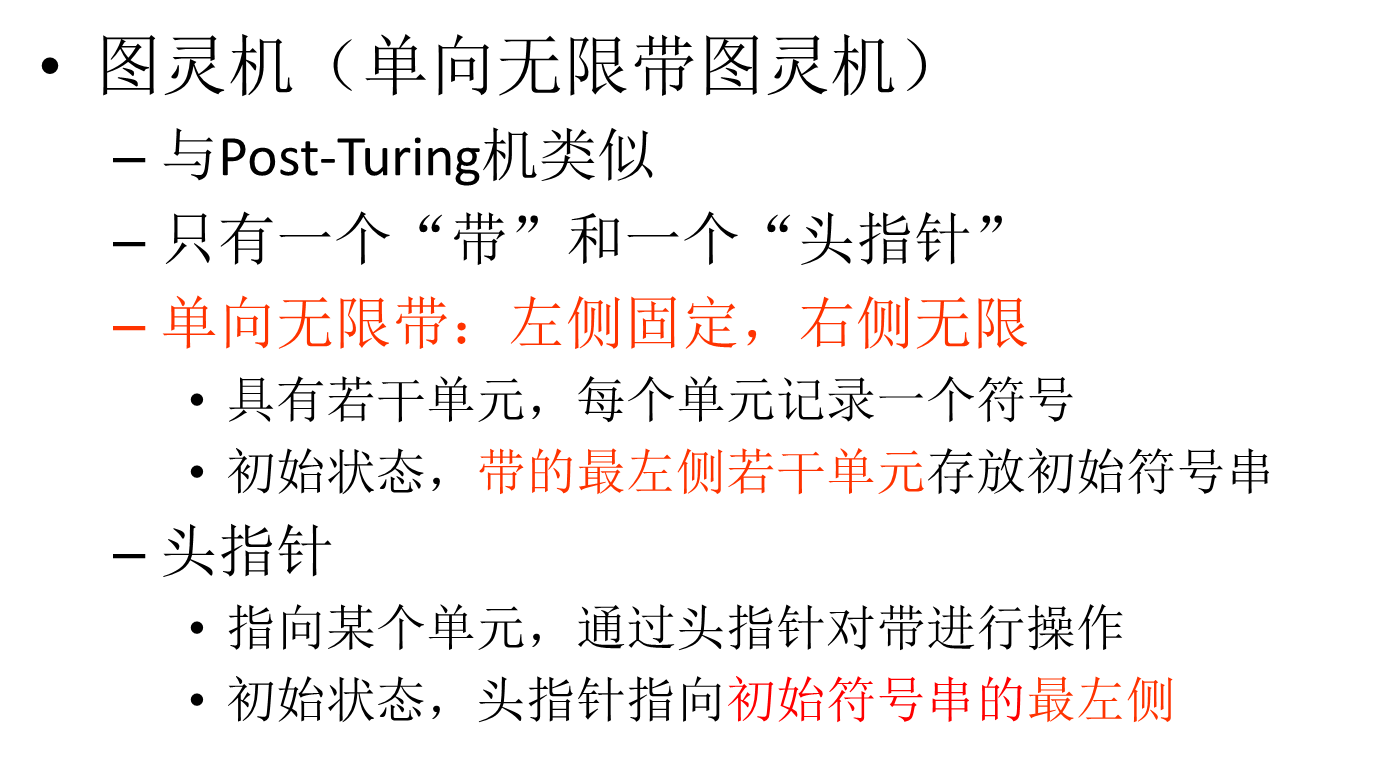 • 图灵机（单向无限带图灵机）
– 与Post-Turing机类似
– 只有一个“带”和一个“头指针”
– 单向无限带：左侧固定，右侧无限
• 具有若干单元，每个单元记录一个符号
• 初始状态，带的最左侧若干单元存放初始符号串
– 头指针
• 指向某个单元，通过头指针对带进行操作
• 初始状态，头指针指向初始符号串的最左侧